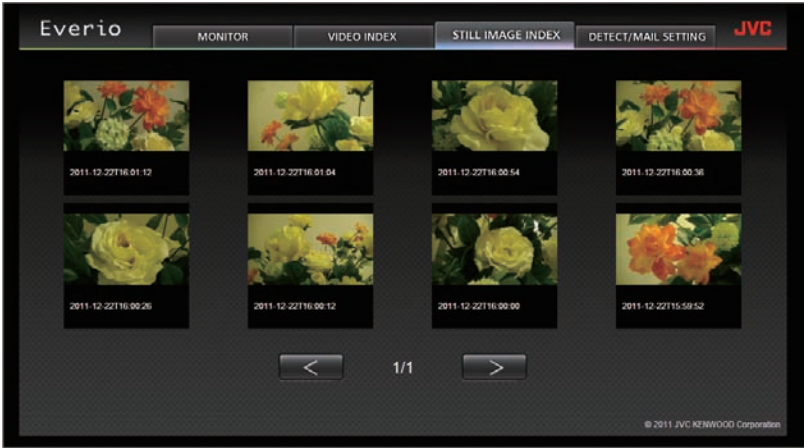 Everio
MONITOR
VIDEO INDEX
STILL IMAGE INDEX
DETECT/MAIL SETTING
JVC
2011-12-22T16:01:12
2011-12-22T16:01:04
2011-12-22T16:00:54
2011-12-22T16:00:36
2011-12-22T16:00:26
2011-12-22T16:00:12
2011-12-22T16:00:00
2011-12-22T15:59:52
<
1/1
>
© 2011 JVC KENWOOD Corporation